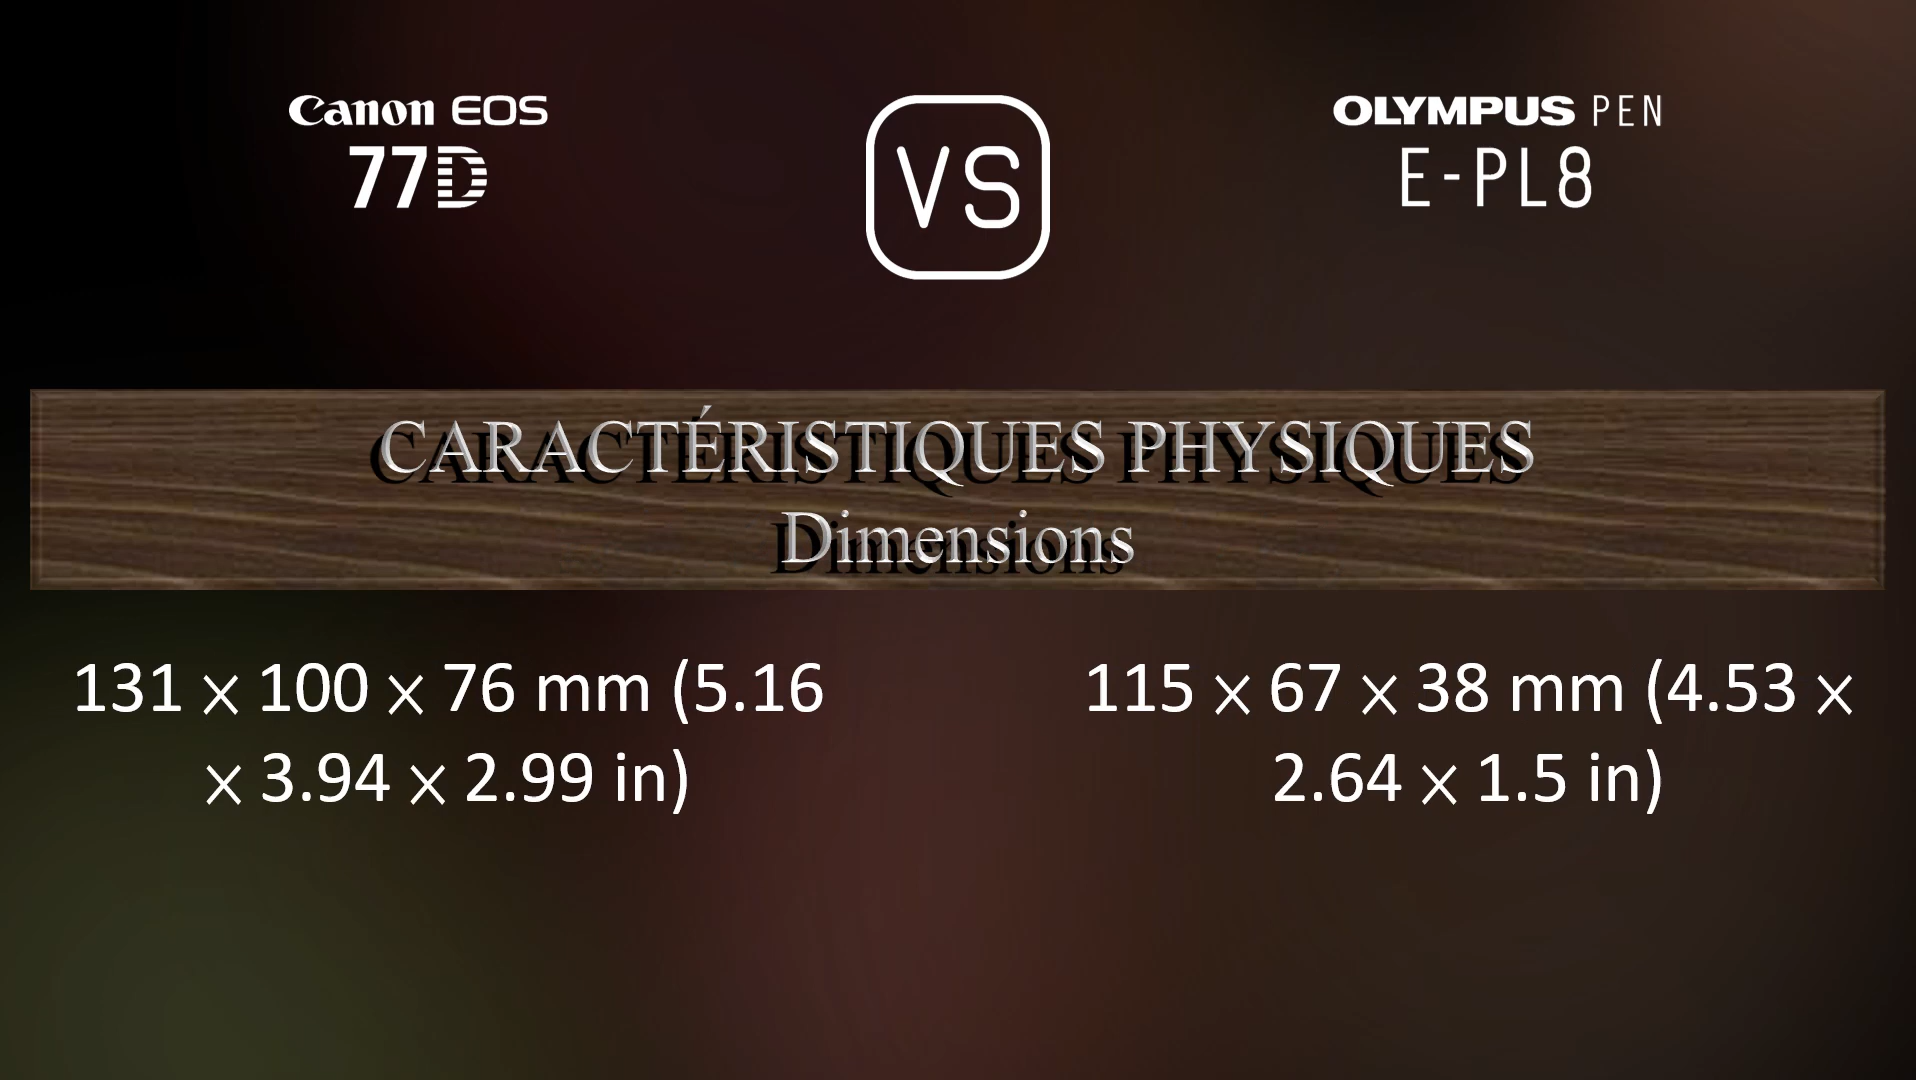 Canon EOS
77D
VS
OLYMPUS PEN
E-PL8
CARACTÉRISTIQUES PHYSIQUES
Dimensions
131 x 100 x 76 mm (5.16
x 3.94 x 2.99 in)
115 x 67 x 38 mm (4.53 x
2.64 x 1.5 in)